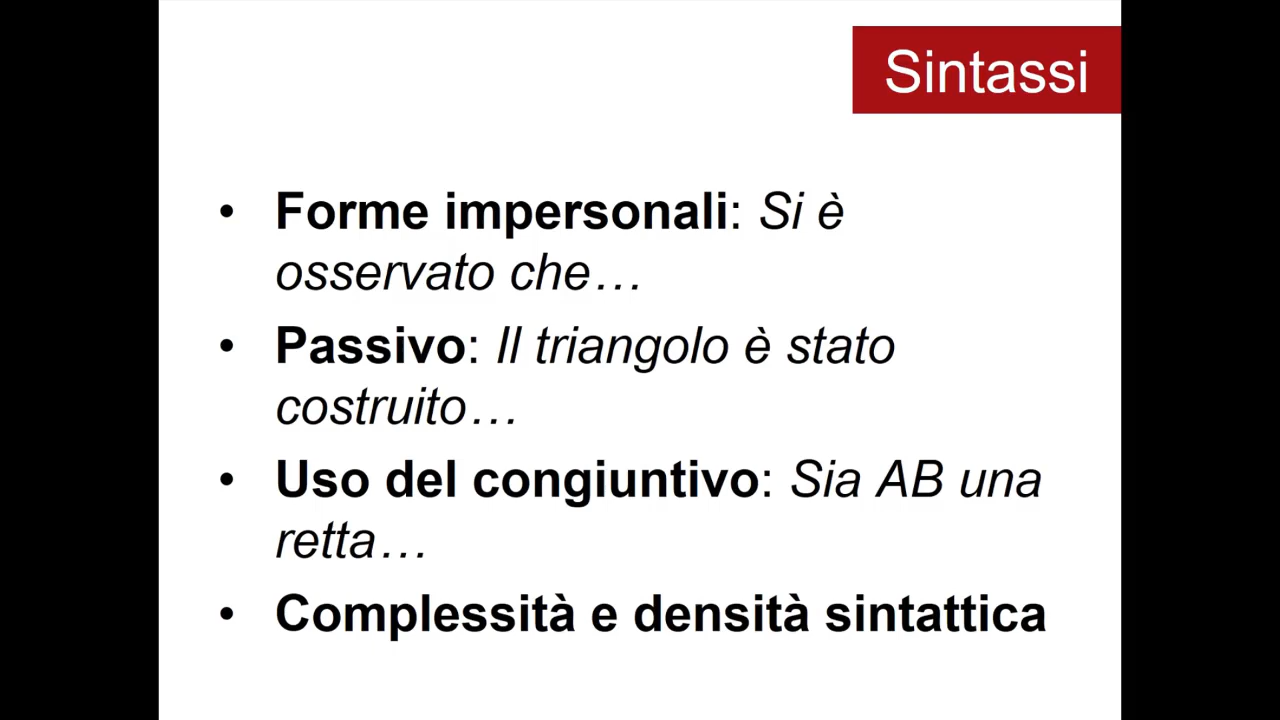 Sintassi
• Forme impersonali: Si è
osservato che…
• Passivo: Il triangolo è stato
costruito…
• Uso del congiuntivo: Sia AB una
retta…
• Complessità e densità sintattica